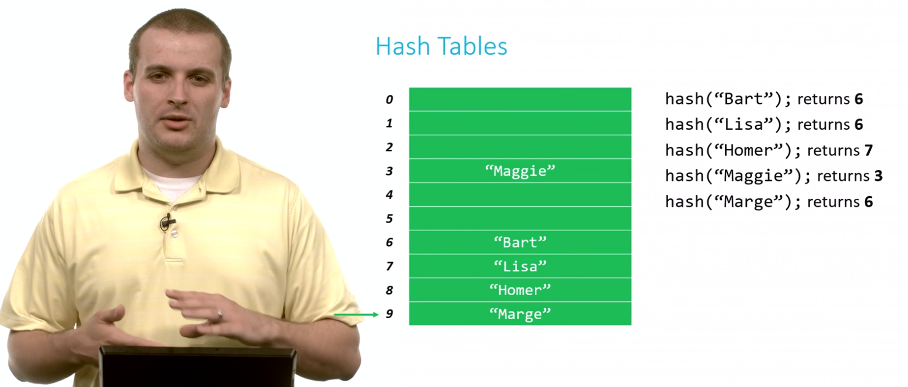 Hash Tables
0
1
2
3 “Maggie”
4
5
6 “Bart”
7 “Lisa”
8 “Homer”
9 “Marge”
hash(“Bart”); returns 6
hash(“Lisa”); returns 6
hash(“Homer”); returns 7
hash(“Maggie”); returns 3
hash(“Marge”); returns 6